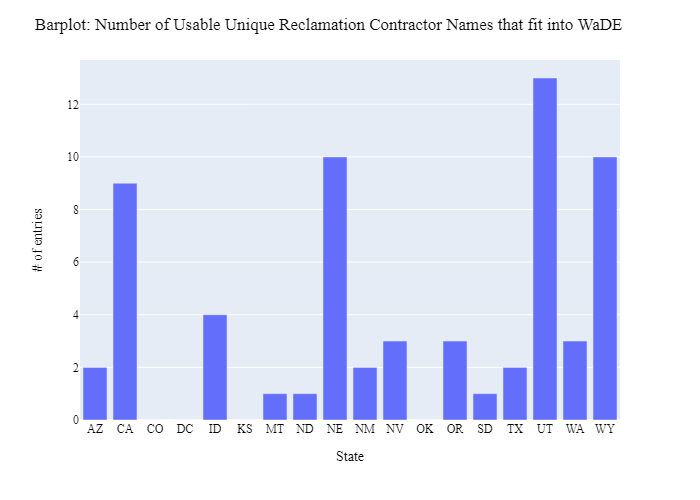 Barplot: Number of Usable Unique Reclamation Contractor Names that fit into WaDE
12
10
8
6
4
2
0
# of entries
AZ CA CO DC ID KS MT ND NE NM NV OK OR SD TX UT WA WY
State